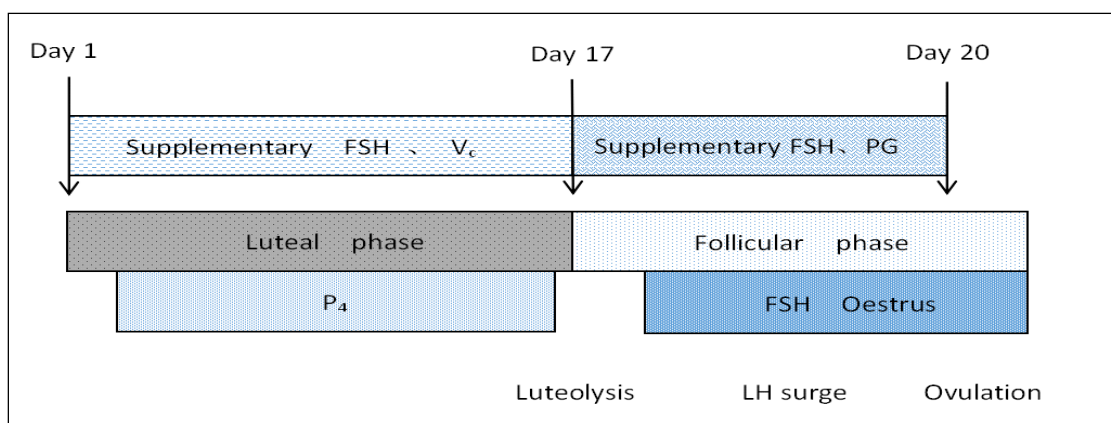 Day 1 Day 17 Day 20
Supplementary FSH 、 Vc Supplementary FSH、PG
Luteal phase Follicular phase
P₄ FSH Oestrus
Luteolysis LH surge Ovulation